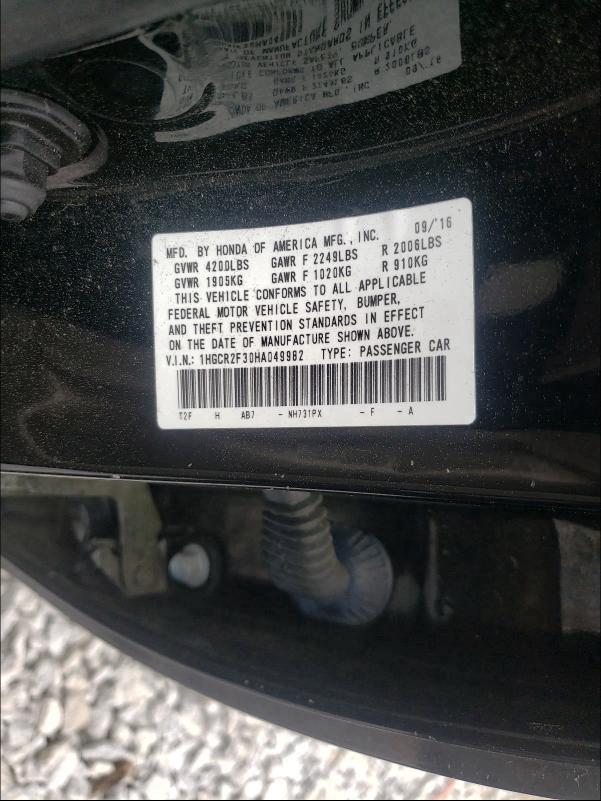 MFD. BY HONDA OF AMERICA MFG., INC. 09/'16
GVWR 4200LBS GAWR F 2249LBS R 2006LBS
GVWR 1905KG GAWR F 1020KG R 910KG
THIS VEHICLE CONFORMS TO ALL APPLICABLE
FEDERAL MOTOR VEHICLE SAFETY, BUMPER,
AND THEFT PREVENTION STANDARDS IN EFFECT
ON THE DATE OF MANUFACTURE SHOWN ABOVE.
V.I.N.: 1HGCR2F30HA049982 TYPE: PASSENGER CAR
T2F H AB7 - NH731PX - F - A